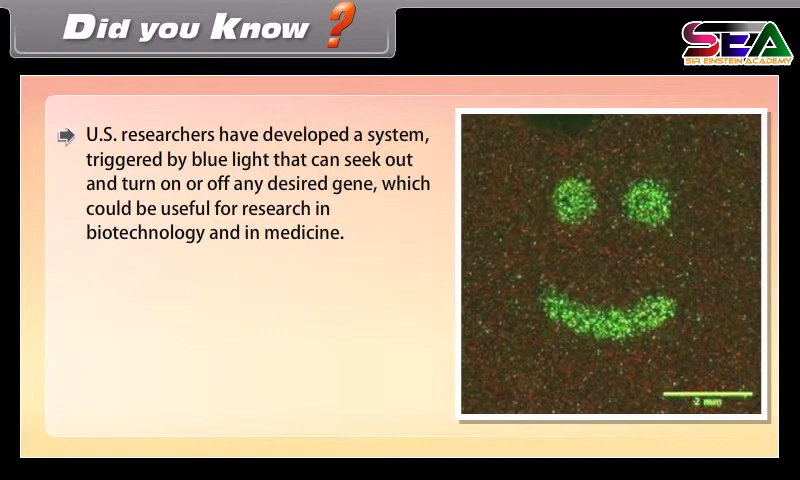 Did you Know ?
SEA
SIR EINSTEIN ACADEMY
U.S. researchers have developed a system,
triggered by blue light that can seek out
and turn on or off any desired gene, which
could be useful for research in
biotechnology and in medicine.
2 mm